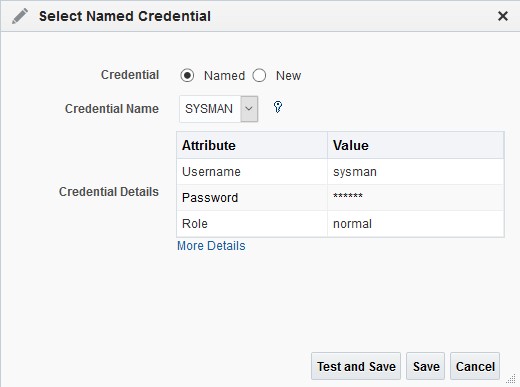 Select Named Credential
Credential Named New
Credential Name SYSMAN
Attribute Value
Username sysman
Credential Details Password ******
Role normal
More Details
Test and Save Save Cancel